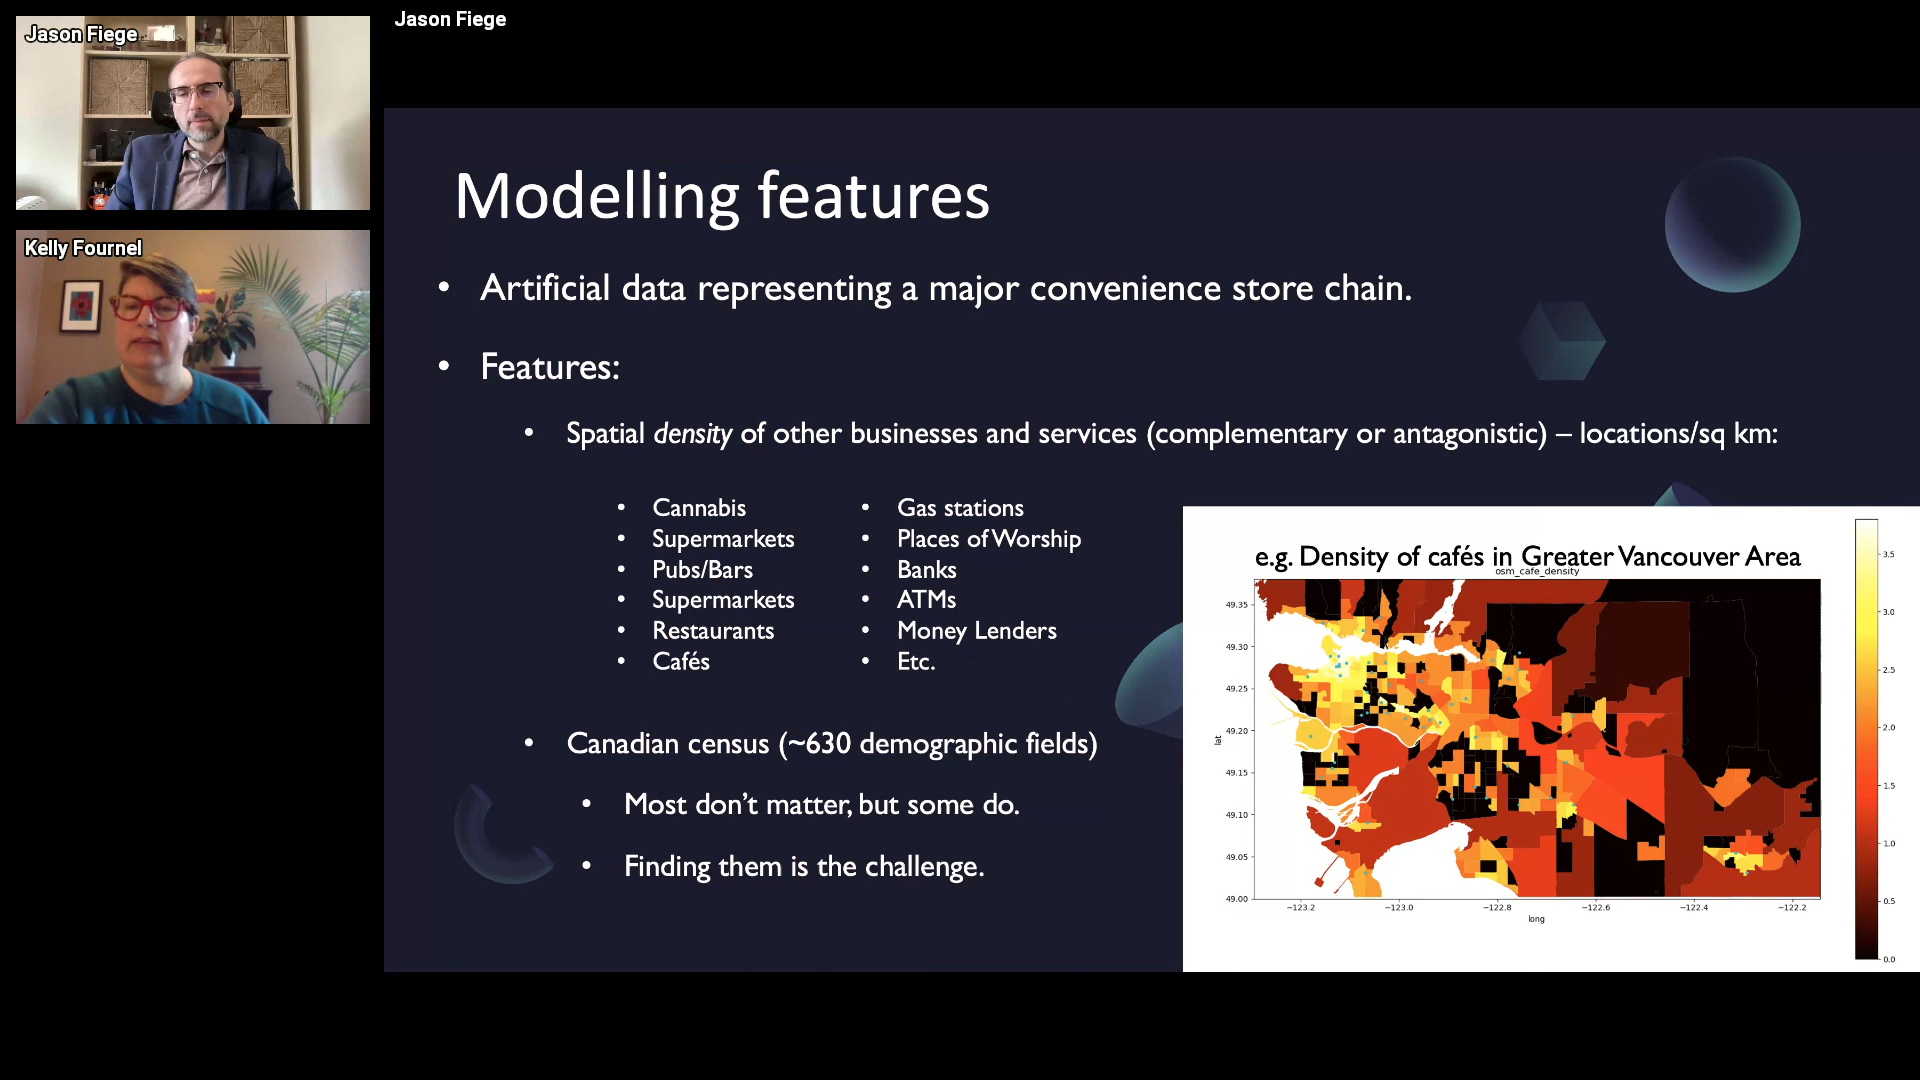 Jason Fiege
Jason Fiege
Kelly Fournel
Modelling features
• Artificial data representing a major convenience store chain.
• Features:
• Spatial density of other businesses and services (complementary or antagonistic) – locations/sq km:
• Cannabis
• Supermarkets
• Pubs/Bars
• Supermarkets
• Restaurants
• Cafés
• Gas stations
• Places of Worship
• Banks
• ATMs
• Money Lenders
• Etc.
• Canadian census (~630 demographic fields)
• Most don't matter, but some do.
• Finding them is the challenge.
e.g. Density of cafés in Greater Vancouver Area
osm_cafe_density
49.35
49.30
49.25
49.20
49.15
49.10
49.05
49.00
lat
−123.2 −123.0 −122.8 −122.6 −122.4 −122.2
long
3.5
3.0
2.5
2.0
1.5
1.0
0.5
0.0